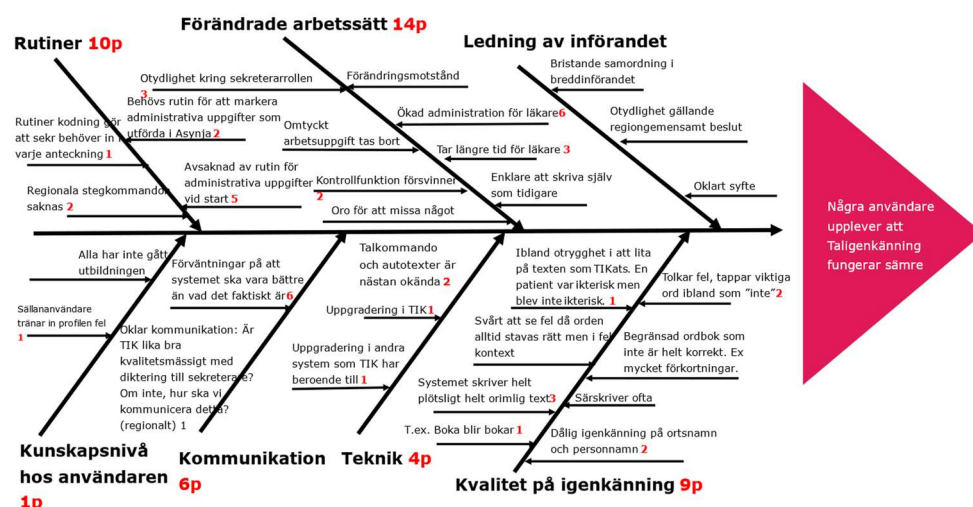 Förändrade arbetssätt 14p
Rutiner 10p
Ledning av införandet
Otydlighet kring sekreterarrollen
3
Behövs rutin för att markera
administrativa uppgifter som
utförda i Asynja 2
Rutiner kodning gör
att sekr behöver in i
varje anteckning 1
Avsaknad av rutin för
administrativa uppgifter
vid start 5
Regionala stegkommandon
saknas 2
Förändringsmotstånd
Ökad administration för läkare 6
Omtyckt
arbetsuppgift tas bort
Tar längre tid för läkare 3
Kontrollfunktion försvinner
2
Enklare att skriva själv
som tidigare
Oro för att missa något
Bristande samordning i
breddinförandet
Otydlighet gällande
regiongemensamt beslut
Oklart syfte
Några användare
upplever att
Taligenkänning
fungerar sämre
Alla har inte gått
utbildningen
Sällananvändare
tränar in profilen fel
1
Kunskapsnivå
hos användaren
1p
Förväntningar på att
systemet ska vara bättre
än vad det faktiskt är 6
Oklar kommunikation: Är
TIK lika bra
kvalitetsmässigt med
diktering till sekreterare?
Om inte, hur ska vi
kommunicera detta?
(regionalt) 1
Kommunikation
6p
Talkommando
och autotexter är
nästan okända 2
Uppgradering i TIK 1
Uppgradering i andra
system som TIK har
beroende till 1
Teknik 4p
Ibland otrygghet i att lita
på texten som TIKats. En
patient var ikterisk men
blev inte ikterisk. 1
Tolkar fel, tappar viktiga
ord ibland som ”inte” 2
Svårt att se fel då orden
alltid stavas rätt men i fel
kontext
Begränsad ordbok som
inte är helt korrekt. Ex
mycket förkortningar.
Systemet skriver helt
plötsligt helt orimlig text 3
Särskriver ofta
T.ex. Boka blir bokar 1
Dålig igenkänning på ortsnamn
och personnamn 2
Kvalitet på igenkänning 9p